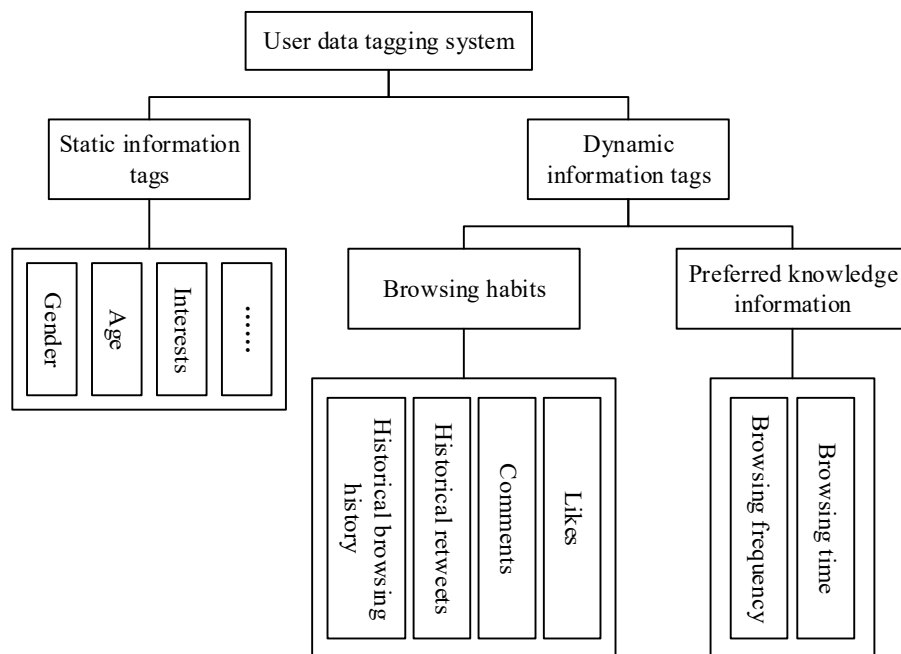 User data tagging system
Static information
tags
Dynamic
information tags
Gender
Age
Interests
……
Browsing habits
Preferred knowledge
information
Historical browsing
history
Historical retweets
Comments
Likes
Browsing frequency
Browsing time